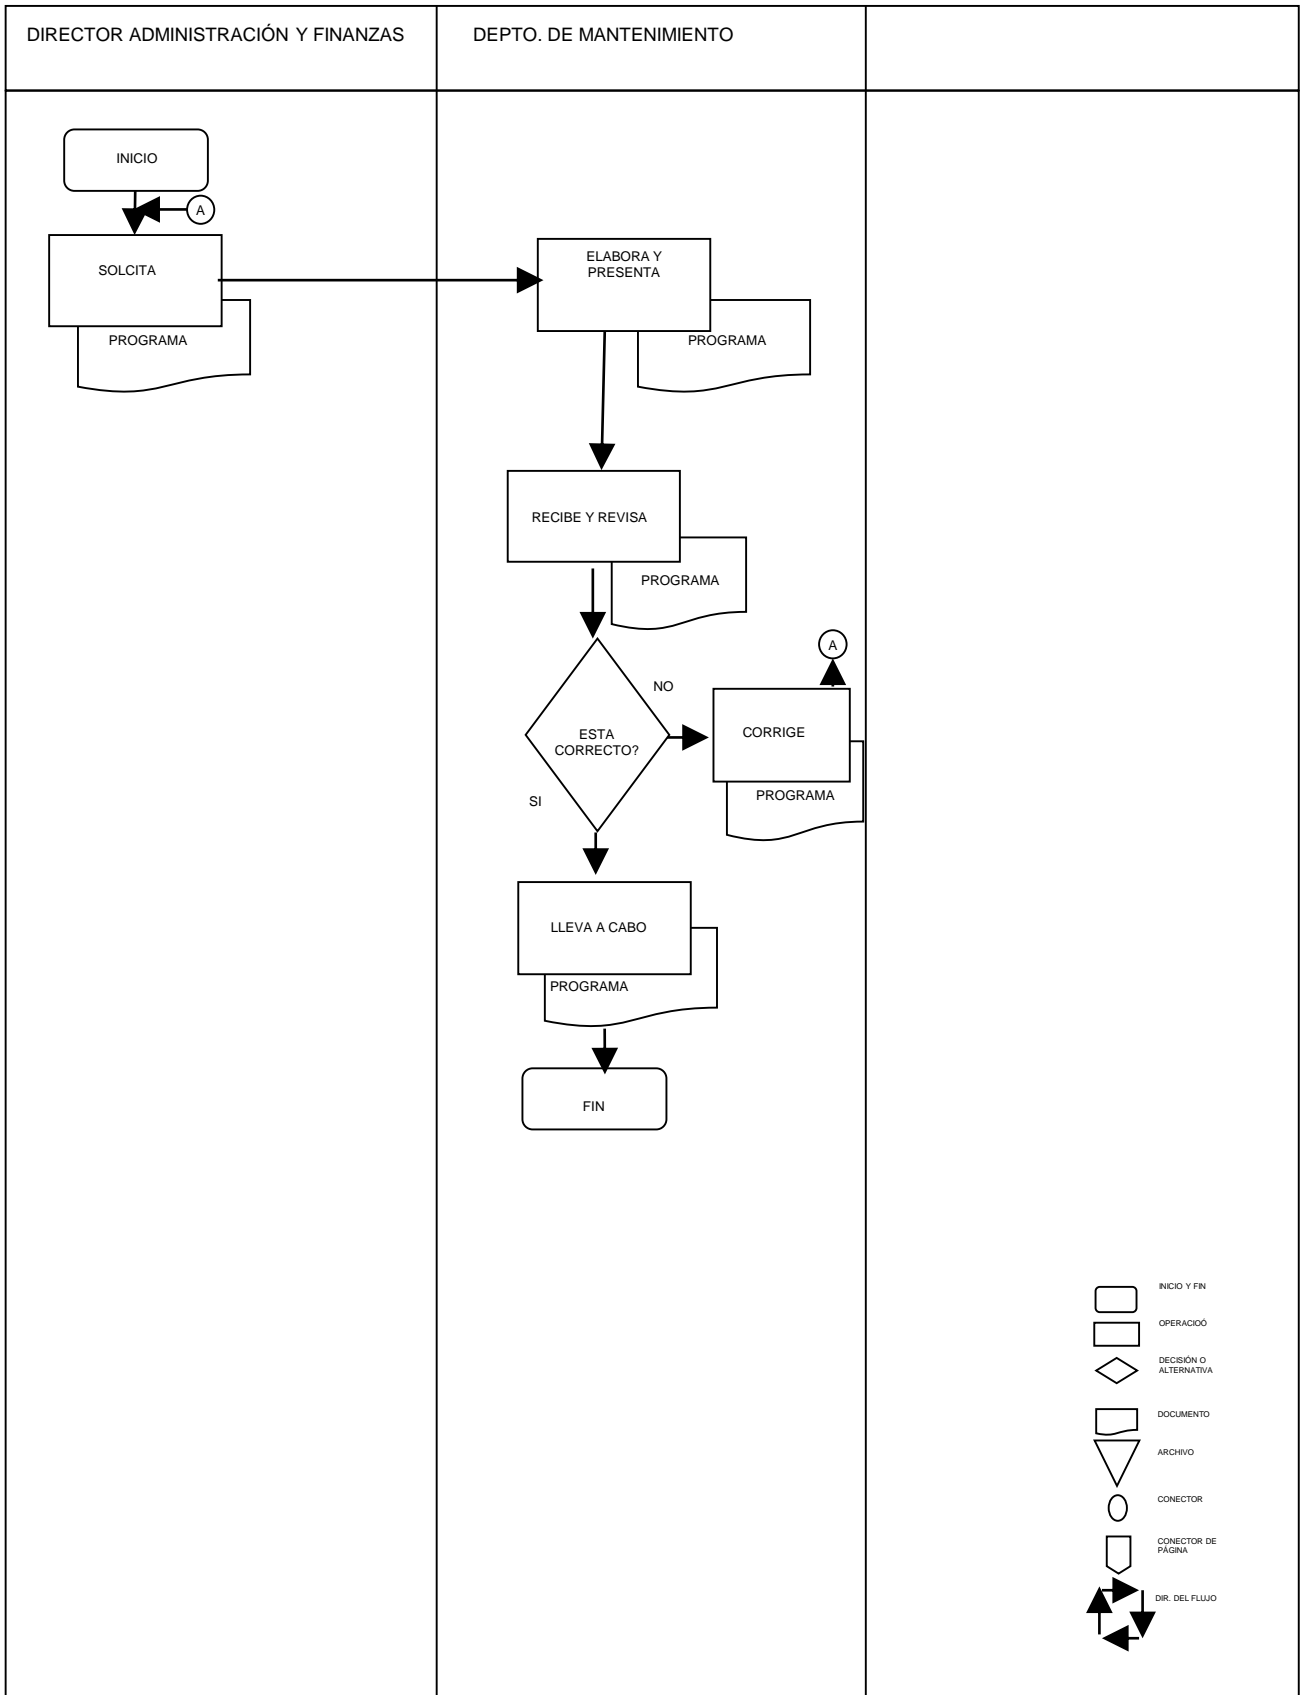 DIRECTOR ADMINISTRACIÓN Y FINANZAS
DEPTO. DE MANTENIMIENTO
INICIO
A
SOLCITA
PROGRAMA
ELABORA Y
PRESENTA
PROGRAMA
RECIBE Y REVISA
PROGRAMA
A
NO
ESTA
CORRECTO?
CORRIGE
PROGRAMA
SI
LLEVA A CABO
PROGRAMA
FIN
INICIO Y FIN
OPERACIOÓ
DECISIÓN O
ALTERNATIVA
DOCUMENTO
ARCHIVO
CONECTOR
CONECTOR DE
PÁGINA
DIR. DEL FLUJO